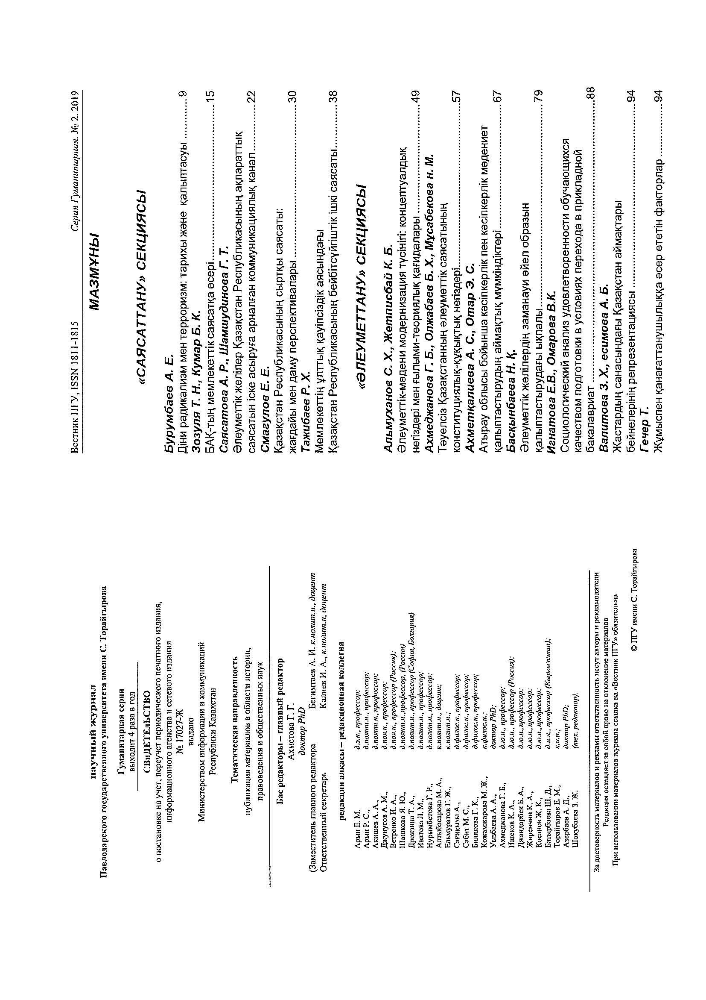 научный журнал
Павлодарского государственного университета имени С. Торайгырова
Гуманитарная серия
выходит 4 раза в год
СВиДЕТЕЛЬСТВО
о постановке на учет, переучет периодического печатного издания,
информационного агенства и сетевого издания
№ 17027-Ж
выдано
Министерством информации и коммуникаций
Республики Казахстан
Тематическая направленность
публикация материалов в области истории,
правоведения и общественных наук
Бас редакторы – главный редактор
Ахметова Г. Г.
доктор PhD
(Заместитель главного редактора Бегимтаев А. И. к.полит.н., доцент
Ответственный секретарь Калиев И. А., к.полит.н, доцент
редакция алқасы – редакционная коллегия
Арын Е. М. д.э.н., профессор;
Арын Р. С., д.полит.н., профессор;
Акишев А. А., д.полит.н, профессор;
Джунусов А. М., д.пол.н., профессор;
Ветренко И. А., д.пол.н., профессор (Россия);
Шашкова Я. Ю., д.полит.н.,профессор, (Россия)
Дронзина Т. А., д.полит.н., профессор (София, Болгария)
Иватова Л. М., д.полит.н., профессор;
Нурымбетова Г. Р., д.полит.н., профессор;
Алтыбасарова М. А., к.полит.н., доцент;
Ельмуратов Г. Ж., к.полит.н.;
Сагиқызы А., д.филос.н., профессор;
Сабит М. С., д.филос.н, профессор;
Билялова Г. К., д.филос.н, профессор;
Кожамжарова М. Ж., к.филос.н.;
Уызбаева А. А., доктор PhD;
Ахмеджанова Г. Б., д.ю.н., профессор;
Ишеков К. А., д.ю.н., профессор (Россия);
Джандарбек Б. А., д.ю.н.,профессор;
Жиренчин К. А., д.ю.н.,профессор;
Косанов Ж. К., д.ю.н., профессор;
Батырбаева Ш. Д., д.и.н., профессор (Кыргызстан);
Торайгыров Е. М., к.и.н.;
Азербаев А. Д., доктор PhD;
Шокубаева З. Ж. (тех. редактор).
За достоверность материалов и рекламы ответственность несут авторы и рекламодатели
Редакция оставляет за собой право на отклонение материалов
При использовании материалов журнала ссылка на «Вестник ПГУ» обязательна
© ПГУ имени С. Торайгырова
Вестник ПГУ, ISSN 1811-1815 Серия Гуманитарная. № 2. 2019
МАЗМҰНЫ
«САЯСАТТАНУ» СЕКЦИЯСЫ
Бурумбаев А. Е.
Діни радикализм мен терроризм: тарихы және қалыптасуы ..........9
Зозуля Т. Н., Кумар Б. К.
БАҚ-тың мемлекеттік саясатқа әсері..........15
Саясатова А. Р., Шамшудинова Г. Т.
Әлеуметтік желілер Қазақстан Республикасының ақпараттық
саясатын іске асыруға арналған коммуникациялық канал..........22
Смагулов Е. Е.
Қазақстан Республикасының сыртқы саясаты:
жағдайы мен даму перспективалары ..........30
Тажибаев Р. Х.
Мемлекеттің ұлттық қауіпсіздік аясындағы
Қазақстан Республикасының бейбітсүйгіштік ішкі саясаты..........38
«ӘЛЕУМЕТТАНУ» СЕКЦИЯСЫ
Альмуханов С. Х., Жетписбай К. Б.
Әлеуметтік-мәдени модернизация түсінігі: концептуалдық
негіздері мен ғылыми-теориялық қағидалары ..........49
Ахмеджанова Г. Б., Олжабаев Б. Х., Мұсабекова н. М.
Тәуелсіз Қазақстанның әлеуметтік саясатының
конституциялық-құқықтық негіздері..........57
Ахметқалиева А. С., Отар Э. С.
Атырау облысы бойынша кәсіпкерлік пен кәсіпкерлік мәдениет
қалыптастырудың аймақтық мүмкіндіктері..........67
Басқынбаева Н. Қ.
Әлеуметтік желілердің заманауи әйел образын
қалыптастырудағы ықпалы..........79
Игнатова Е.В., Омарова В.К.
Социологический анализ удовлетворенности обучающихся
качеством подготовки в условиях перехода в прикладной
бакалавриат ..........88
Валитова З. Х., есимова А. Б.
Жастардың санасындағы Қазақстан аймақтары
бейнелерінің репрезентациясы ..........94
Гечер Т.
Жұмыспен қанағаттанушылыққа әсер ететін факторлар ..........94